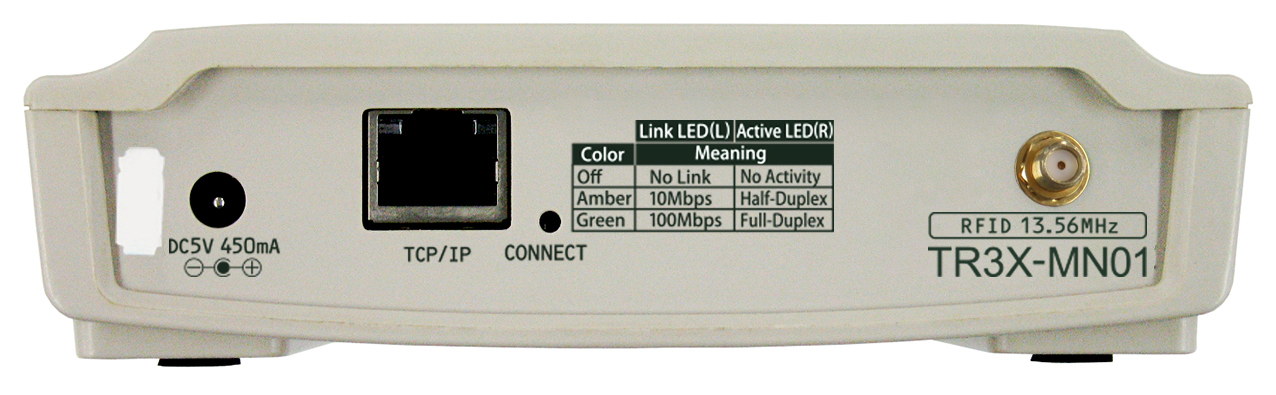 Link LED(L) Active LED(R)
Color Meaning
Off No Link No Activity
Amber 10Mbps Half-Duplex
Green 100Mbps Full-Duplex
DC5V 450mA
TCP/IP
CONNECT
RFID 13.56MHz
TR3X-MN01